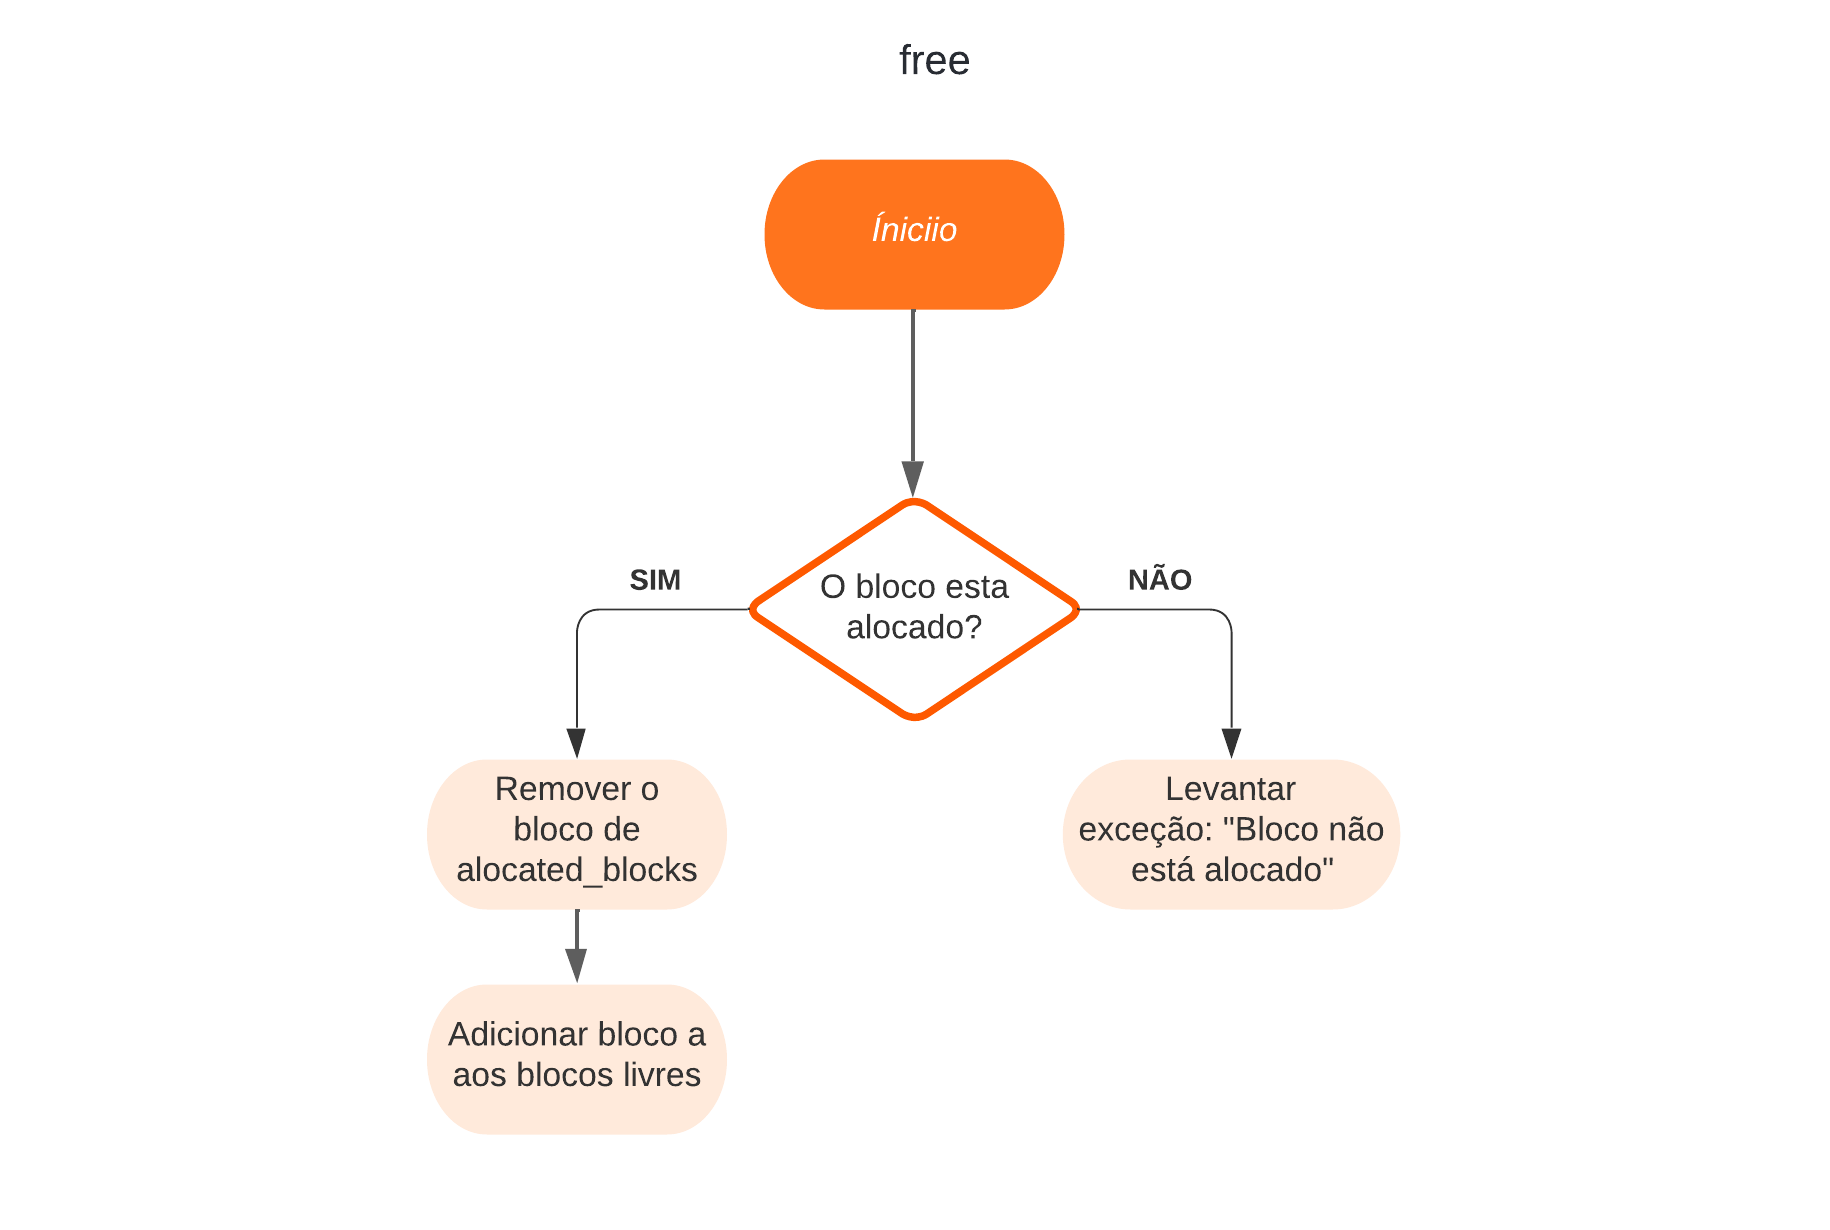 free
Íniciio
O bloco esta
alocado?
SIM
NÃO
Remover o
bloco de
alocated_blocks
Levantar
exceção: "Bloco não
está alocado"
Adicionar bloco a
aos blocos livres